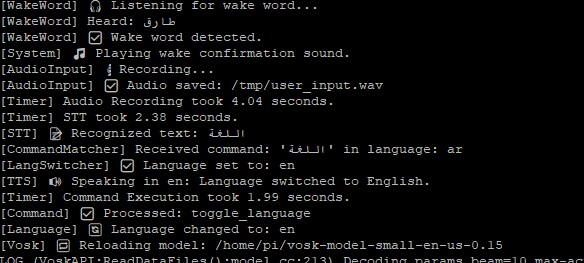 [WakeWord] 🎧 Listening for wake word...
[WakeWord] Heard: طارق
[WakeWord] ☑ Wake word detected.
[System] 🎵 Playing wake confirmation sound.
[AudioInput] 🎙 Recording...
[AudioInput] ☑ Audio saved: /tmp/user_input.wav
[Timer] Audio Recording took 4.04 seconds.
[Timer] STT took 2.38 seconds.
[STT] 📝 Recognized text: اللغة
[CommandMatcher] Received command: 'اللغة' in language: ar
[LangSwitcher] ☑ Language set to: en
[TTS] 🔊 Speaking in en: Language switched to English.
[Timer] Command Execution took 1.99 seconds.
[Command] ☑ Processed: toggle_language
[Language] 🔄 Language changed to: en
[Vosk] 🔁 Reloading model: /home/pi/vosk-model-small-en-us-0.15
LOG (VoskAPI:ReadDataFiles():model.cc:213) Decoding params beam=10 max-ac